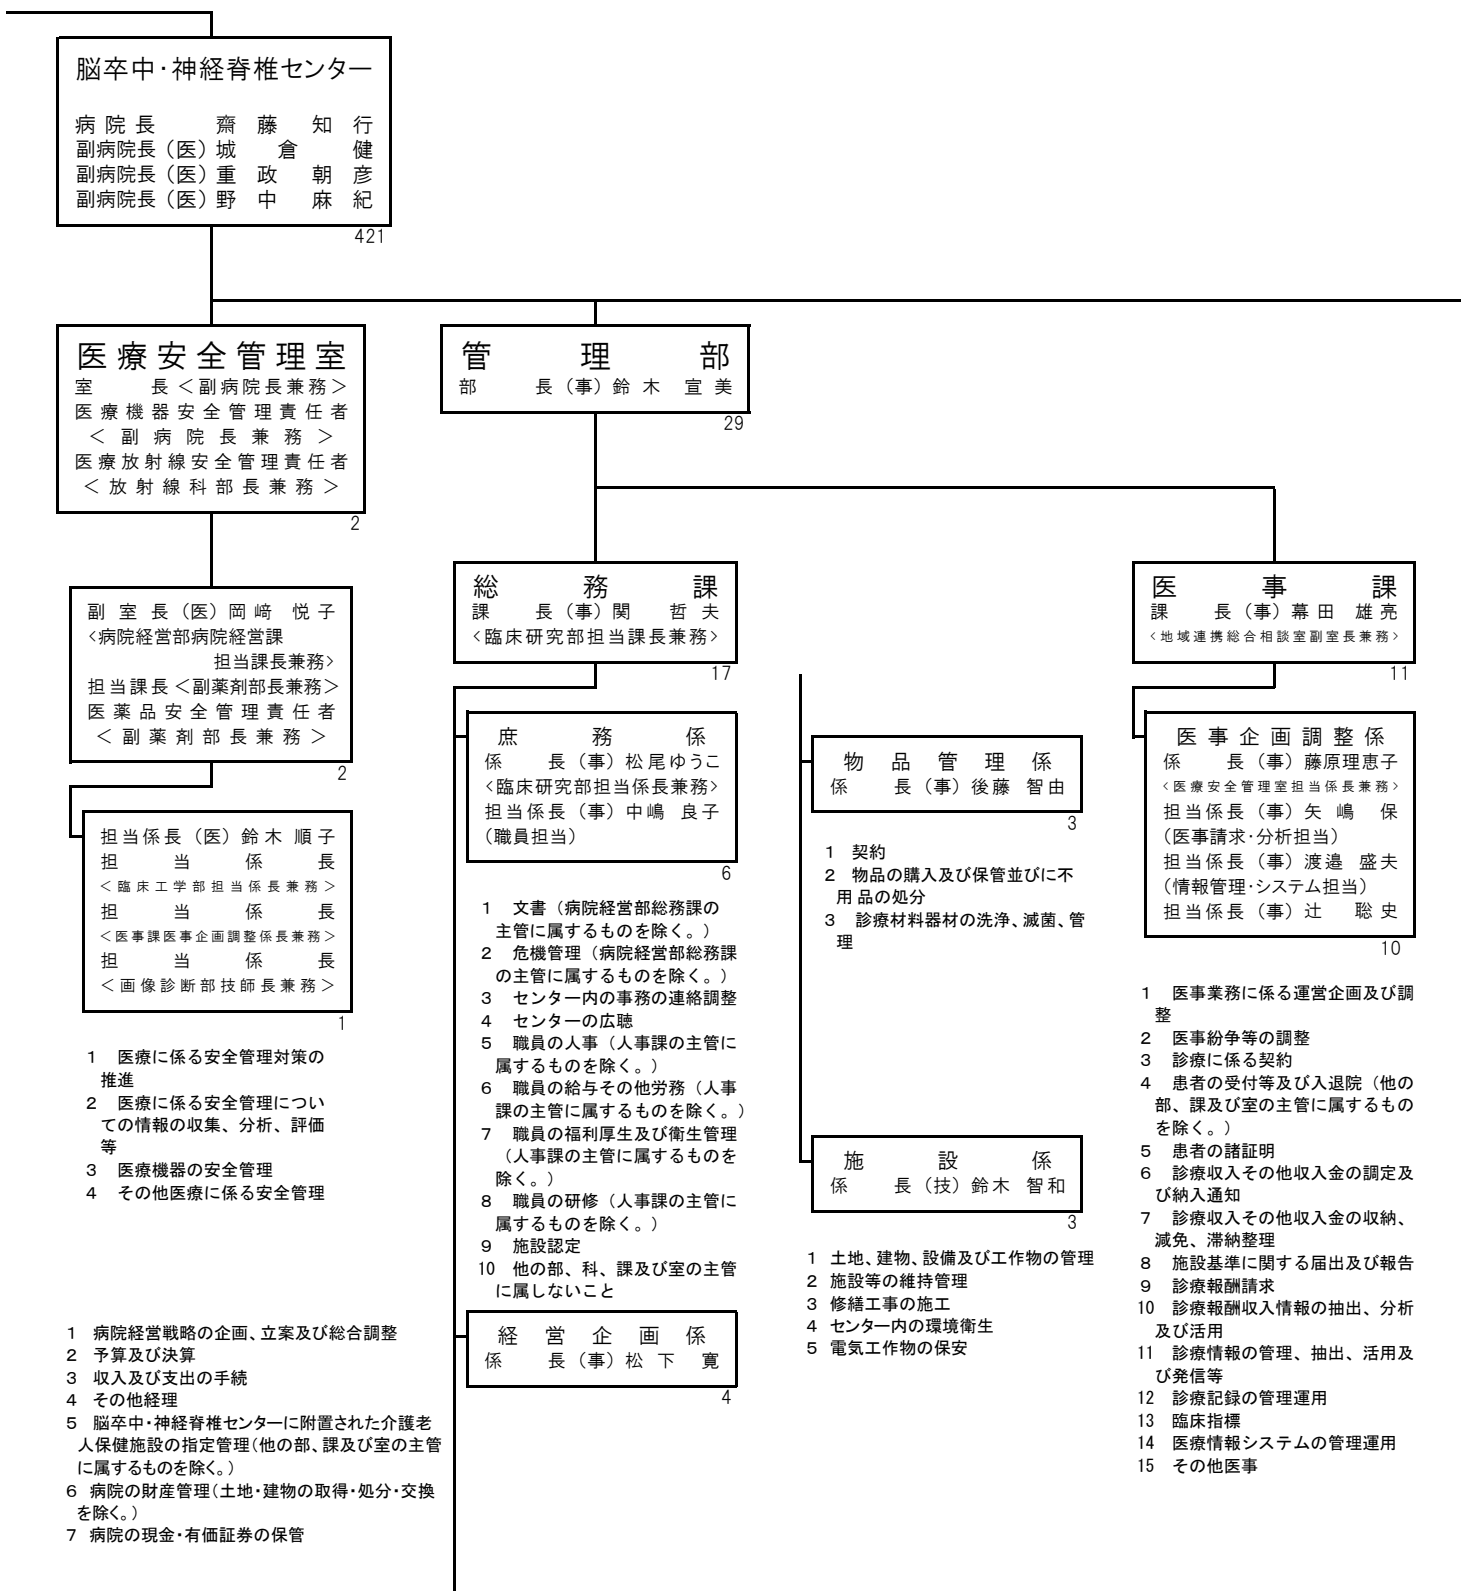 脳卒中・神経脊椎センター
病院長 齋藤 知行
副病院長（医）城倉 健
副病院長（医）重政 朝彦
副病院長（医）野中 麻紀
421
医療安全管理室
室 長＜副病院長兼務＞
医療機器安全管理責任者
＜副病院長兼務＞
医療放射線安全管理責任者
＜放射線科部長兼務＞
2
副室長（医）岡﨑 悦子
<病院経営部病院経営課
担当課長兼務>
担当課長＜副薬剤部長兼務＞
医薬品安全管理責任者
＜副薬剤部長兼務＞
2
担当係長（医）鈴木 順子
担当係長
＜臨床工学部担当係長兼務＞
担当係長
＜医事課医事企画調整係長兼務＞
担当係長
＜画像診断部技師長兼務＞
1
1 医療に係る安全管理対策の
推進
2 医療に係る安全管理につい
ての情報の収集、分析、評価
等
3 医療機器の安全管理
4 その他医療に係る安全管理
1 病院経営戦略の企画、立案及び総合調整
2 予算及び決算
3 収入及び支出の手続
4 その他経理
5 脳卒中・神経脊椎センターに附置された介護老
人保健施設の指定管理（他の部、課及び室の主管
に属するものを除く。）
6 病院の財産管理（土地・建物の取得・処分・交換
を除く。）
7 病院の現金・有価証券の保管
管理部
部 長（事）鈴木 宣美
29
総務課
課 長（事）関 哲夫
<臨床研究部担当課長兼務>
17
庶務係
係 長（事）松尾ゆうこ
<臨床研究部担当係長兼務>
担当係長（事）中嶋 良子
(職員担当)
6
1 文書（病院経営部総務課の
主管に属するものを除く。）
2 危機管理（病院経営部総務課
の主管に属するものを除く。）
3 センター内の事務の連絡調整
4 センターの広聴
5 職員の人事（人事課の主管に
属するものを除く。）
6 職員の給与その他労務（人事
課の主管に属するものを除く。）
7 職員の福利厚生及び衛生管理
（人事課の主管に属するものを
除く。）
8 職員の研修（人事課の主管に
属するものを除く。）
9 施設認定
10 他の部、科、課及び室の主管
に属しないこと
経営企画係
係 長（事）松下 寛
4
物品管理係
係 長（事）後藤 智由
3
1 契約
2 物品の購入及び保管並びに不
用品の処分
3 診療材料器材の洗浄、滅菌、管
理
施設係
係 長（技）鈴木 智和
3
1 土地、建物、設備及び工作物の管理
2 施設等の維持管理
3 修繕工事の施工
4 センター内の環境衛生
5 電気工作物の保安
医事課
課 長（事）幕田 雄亮
<地域連携総合相談室副室長兼務>
11
医事企画調整係
係 長（事）藤原理恵子
<医療安全管理室担当係長兼務>
担当係長（事）矢嶋 保
(医事請求・分析担当)
担当係長（事）渡邉 盛夫
(情報管理・システム担当)
担当係長（事）辻 聡史
10
1 医事業務に係る運営企画及び調
整
2 医事紛争等の調整
3 診療に係る契約
4 患者の受付等及び入退院（他の
部、課及び室の主管に属するもの
を除く。）
5 患者の諸証明
6 診療収入その他収入金の調定及
び納入通知
7 診療収入その他収入金の収納、
減免、滞納整理
8 施設基準に関する届出及び報告
9 診療報酬請求
10 診療報酬収入情報の抽出、分析
及び活用
11 診療情報の管理、抽出、活用及
び発信等
12 診療記録の管理運用
13 臨床指標
14 医療情報システムの管理運用
15 その他医事